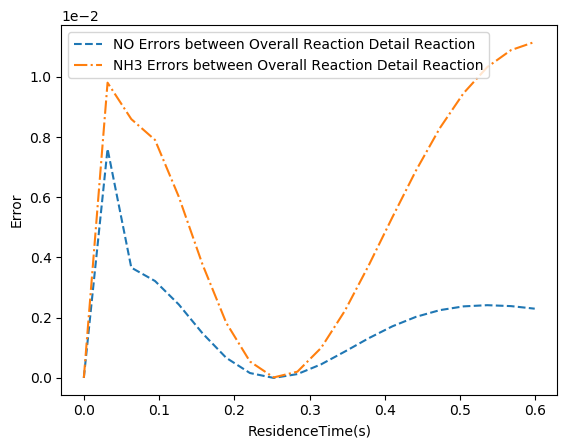 1e−2
NO Errors between Overall Reaction Detail Reaction
NH3 Errors between Overall Reaction Detail Reaction
1.0
0.8
0.6
0.4
0.2
0.0
Error
0.0 0.1 0.2 0.3 0.4 0.5 0.6
ResidenceTime(s)